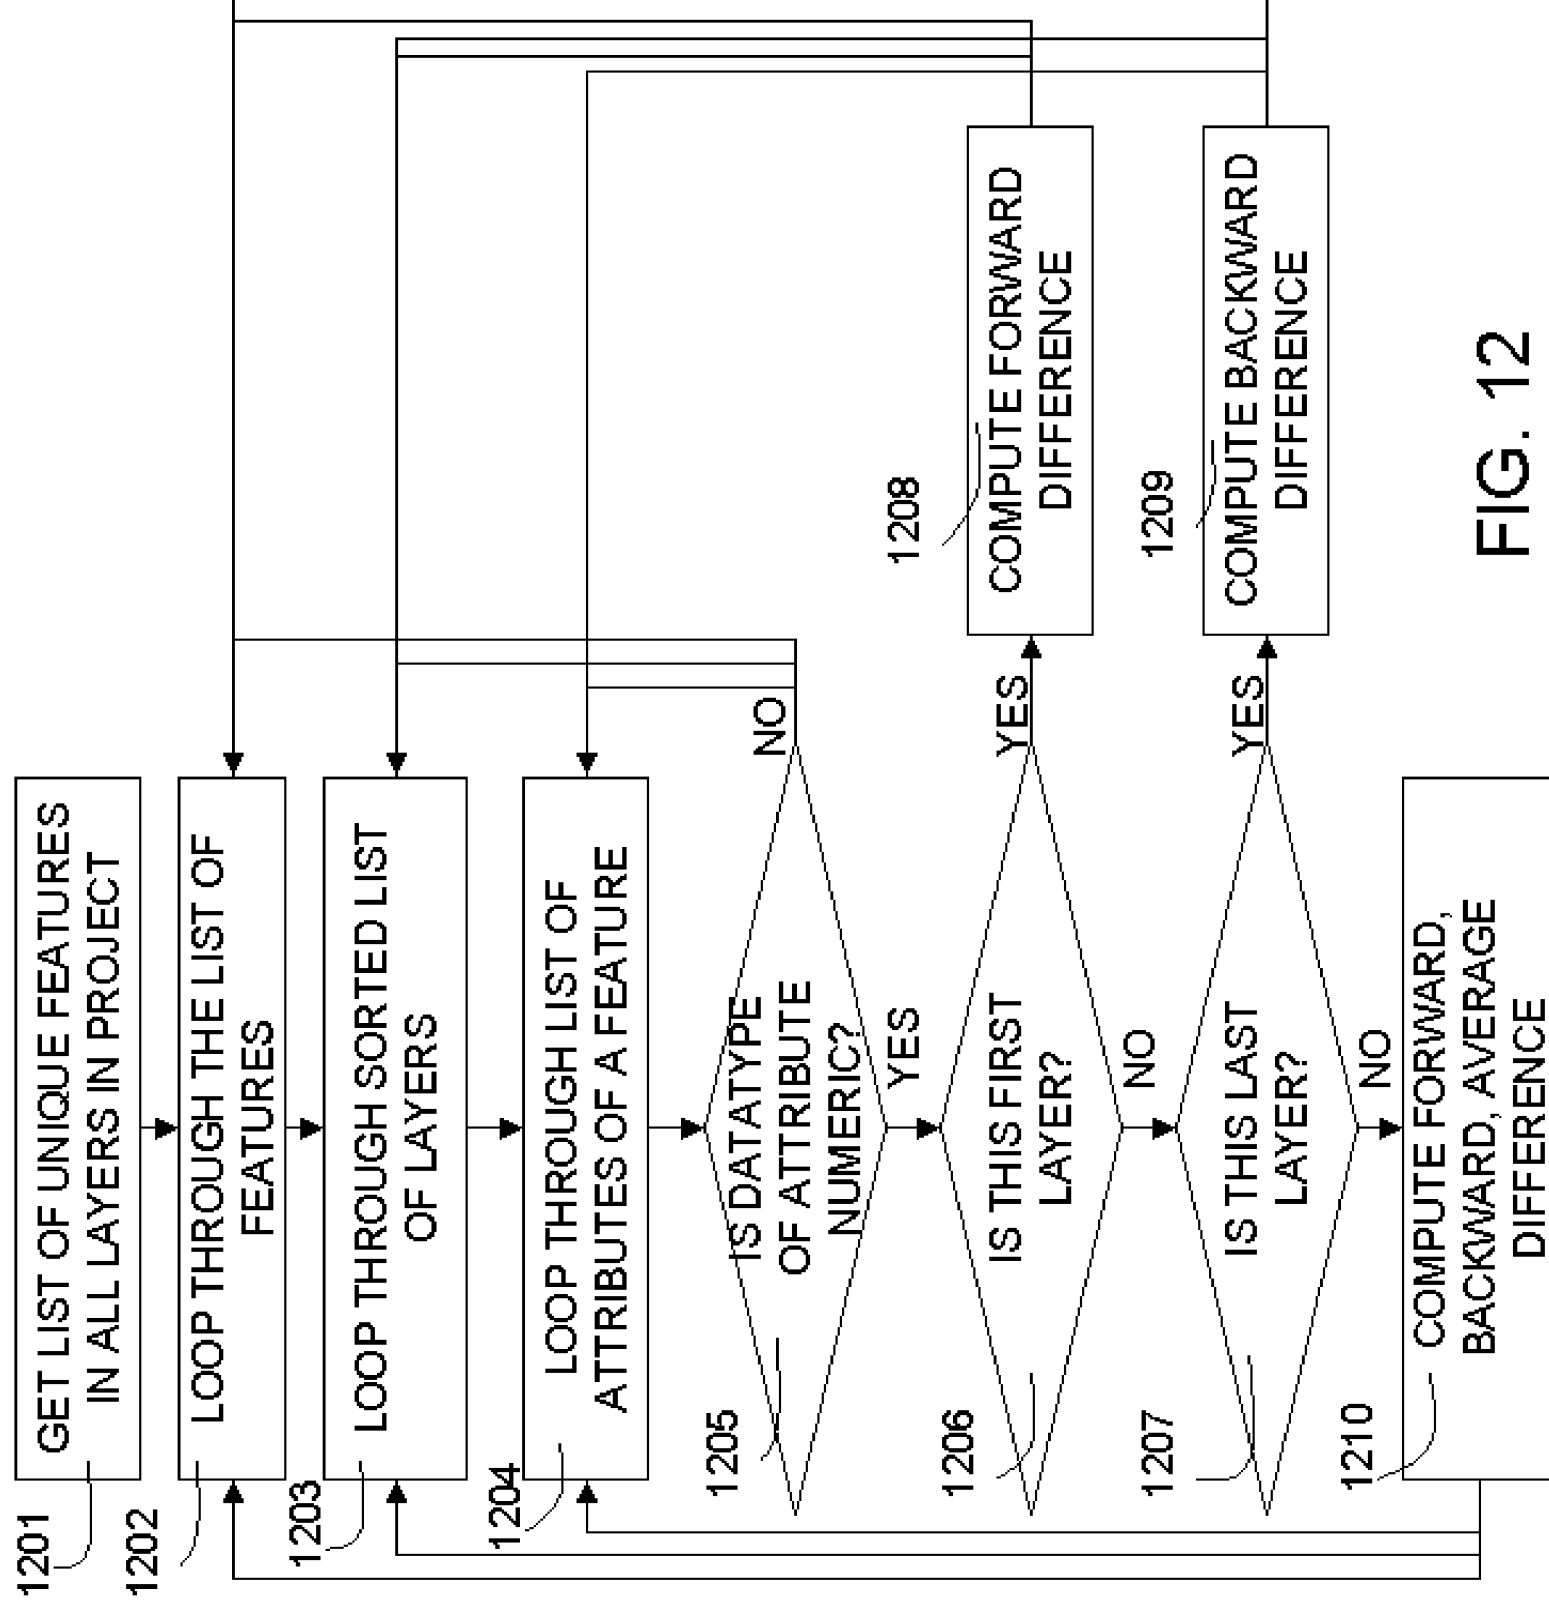 1201
GET LIST OF UNIQUE FEATURES
IN ALL LAYERS IN PROJECT
1202
LOOP THROUGH THE LIST OF
FEATURES
1203
LOOP THROUGH SORTED LIST
OF LAYERS
1204
LOOP THROUGH LIST OF
ATTRIBUTES OF A FEATURE
1205
IS DATATYPE
OF ATTRIBUTE
NUMERIC?
NO
YES
1206
IS THIS FIRST
LAYER?
YES
1208
COMPUTE FORWARD
DIFFERENCE
NO
1207
IS THIS LAST
LAYER?
YES
1209
COMPUTE BACKWARD
DIFFERENCE
NO
1210
COMPUTE FORWARD,
BACKWARD, AVERAGE
DIFFERENCE
FIG. 12